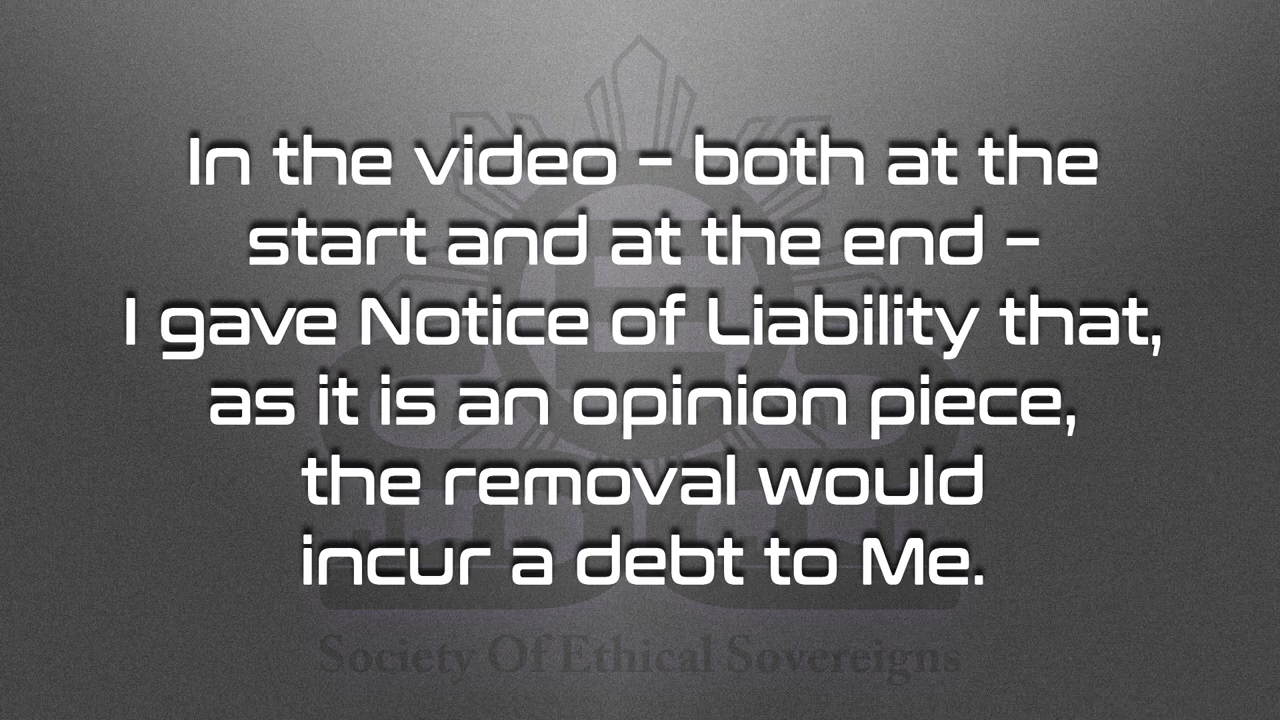 In the video – both at the
start and at the end –
I gave Notice of Liability that,
as it is an opinion piece,
the removal would
incur a debt to Me.
Society Of Ethical Sovereigns